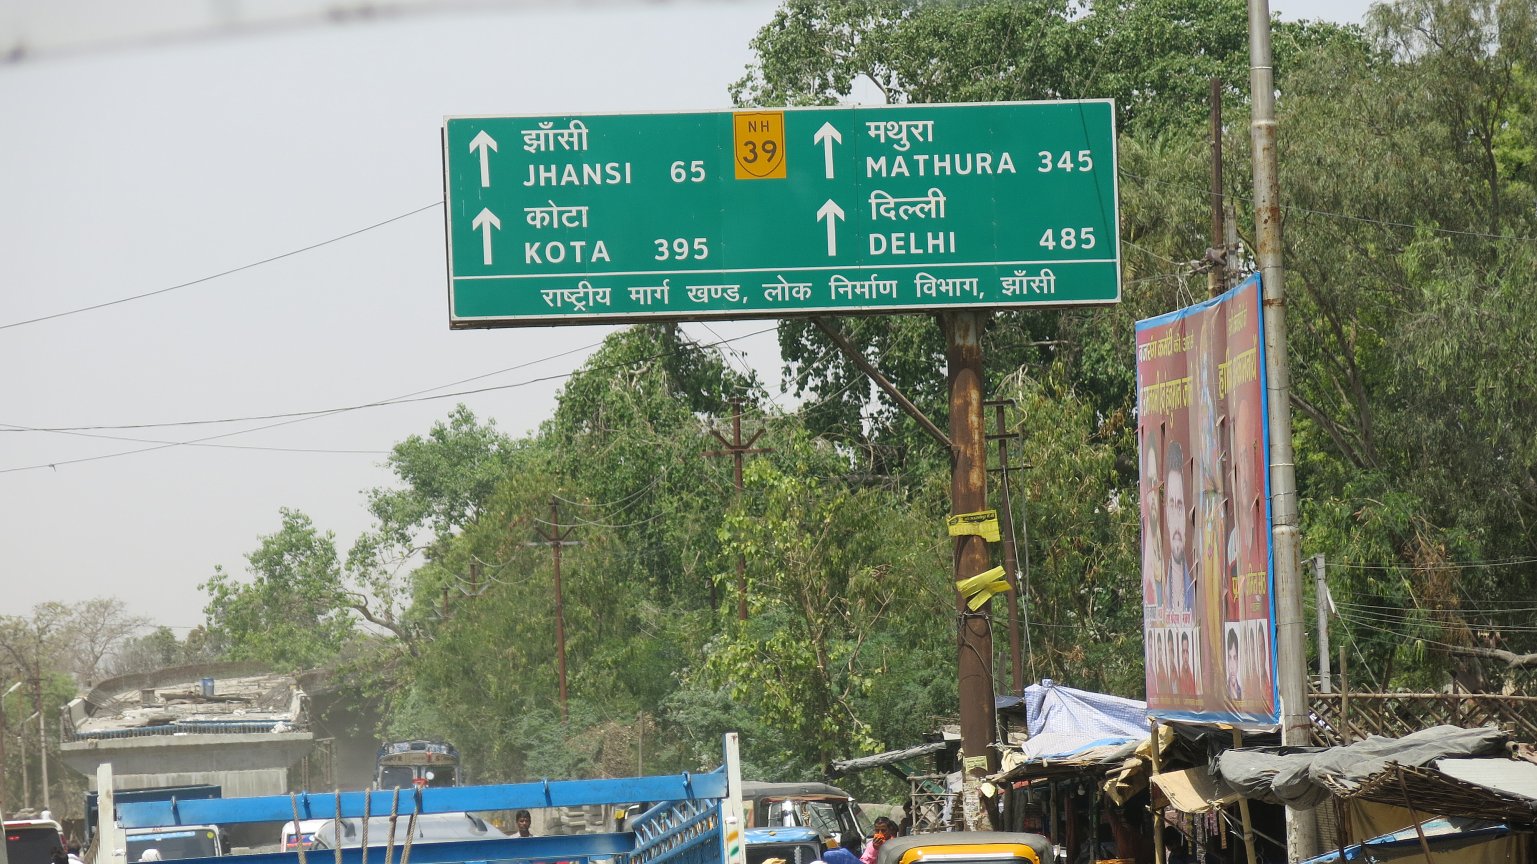 झाँसी
JHANSI 65
कोटा
KOTA 395
NH
39
मथुरा
MATHURA 345
दिल्ली
DELHI 485
राष्ट्रीय मार्ग खण्ड, लोक निर्माण विभाग, झाँसी